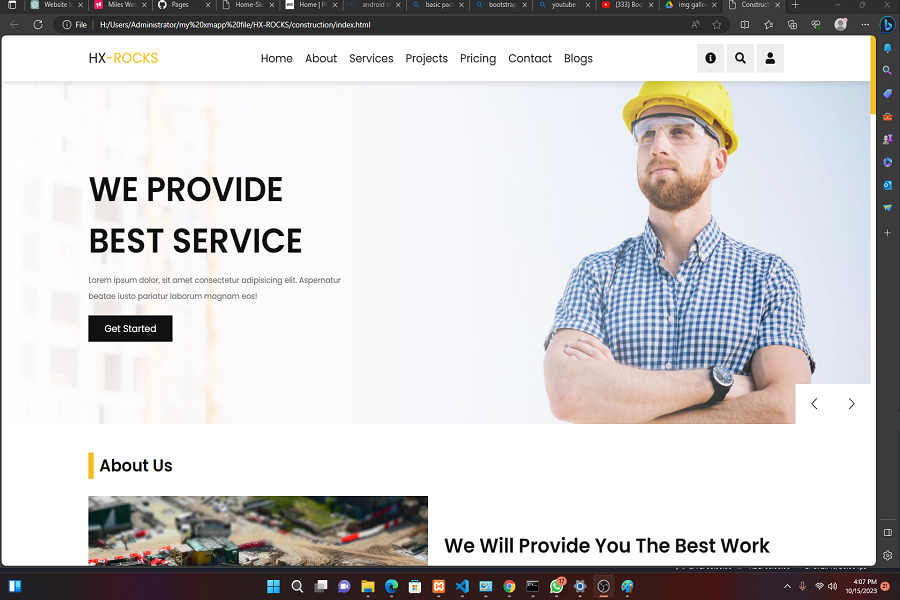 Website I
Miles Web
Pages
Home-Sk
Home | P
android s
basic pac
bootstrap
youtube
(333) Boo
img galle
Construct
File
H:/Users/Administrator/my%20xmapp%20file/HX-ROCKS/construction/index.html
HX-ROCKS
Home About Services Projects Pricing Contact Blogs
WE PROVIDE
BEST SERVICE
Lorem ipsum dolor, sit amet consectetur adipisicing elit. Aspernatur
beatae iusto pariatur laborum magnam eos!
Get Started
About Us
We Will Provide You The Best Work
4:07 PM
10/15/2023